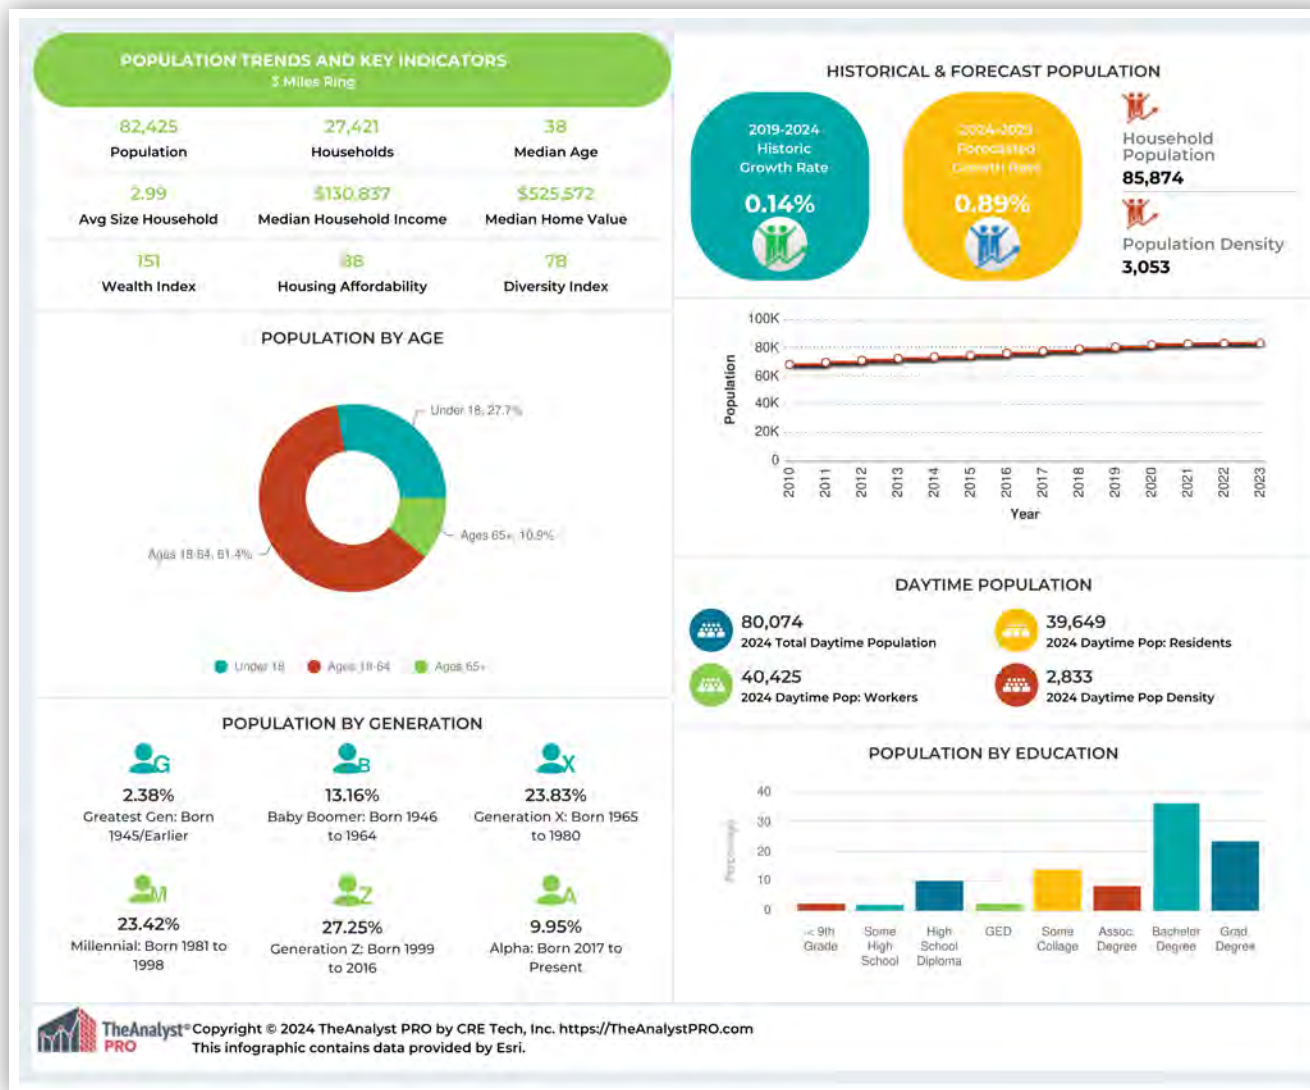 POPULATION TRENDS AND KEY INDICATORS
3 Miles Ring
82,425
Population
27,421
Households
38
Median Age
2.99
Avg Size Household
$130,837
Median Household Income
$525,572
Median Home Value
151
Wealth Index
88
Housing Affordability
78
Diversity Index
POPULATION BY AGE
Under 18, 27.7%
Ages 65+, 10.9%
Ages 18-64, 61.4%
Under 18
Ages 18-64
Ages 65+
POPULATION BY GENERATION
2.38%
Greatest Gen: Born
1945/Earlier
13.16%
Baby Boomer: Born 1946
to 1964
23.83%
Generation X: Born 1965
to 1980
23.42%
Millennial: Born 1981 to
1998
27.25%
Generation Z: Born 1999
to 2016
9.95%
Alpha: Born 2017 to
Present
HISTORICAL & FORECAST POPULATION
2019-2024
Historic
Growth Rate
0.14%
Forecasted
Growth Rate
0.89%
Household
Population
85,874
Population Density
3,053
Population
100K
80K
60K
40K
20K
0
2010
2011
2012
2013
2014
2015
2016
2017
2018
2019
2020
2021
2022
2023
Year
DAYTIME POPULATION
80,074
2024 Total Daytime Population
39,649
2024 Daytime Pop: Residents
40,425
2024 Daytime Pop: Workers
2,833
2024 Daytime Pop Density
POPULATION BY EDUCATION
Percentage
40
30
20
10
0
< 9th
Grade
Some
High
School
High
School
Diploma
GED
Some
Collage
Assoc.
Degree
Bachelor
Degree
Grad.
Degree
TheAnalyst®
PRO
Copyright © 2024 TheAnalyst PRO by CRE Tech, Inc. https://TheAnalystPRO.com
This infographic contains data provided by Esri.